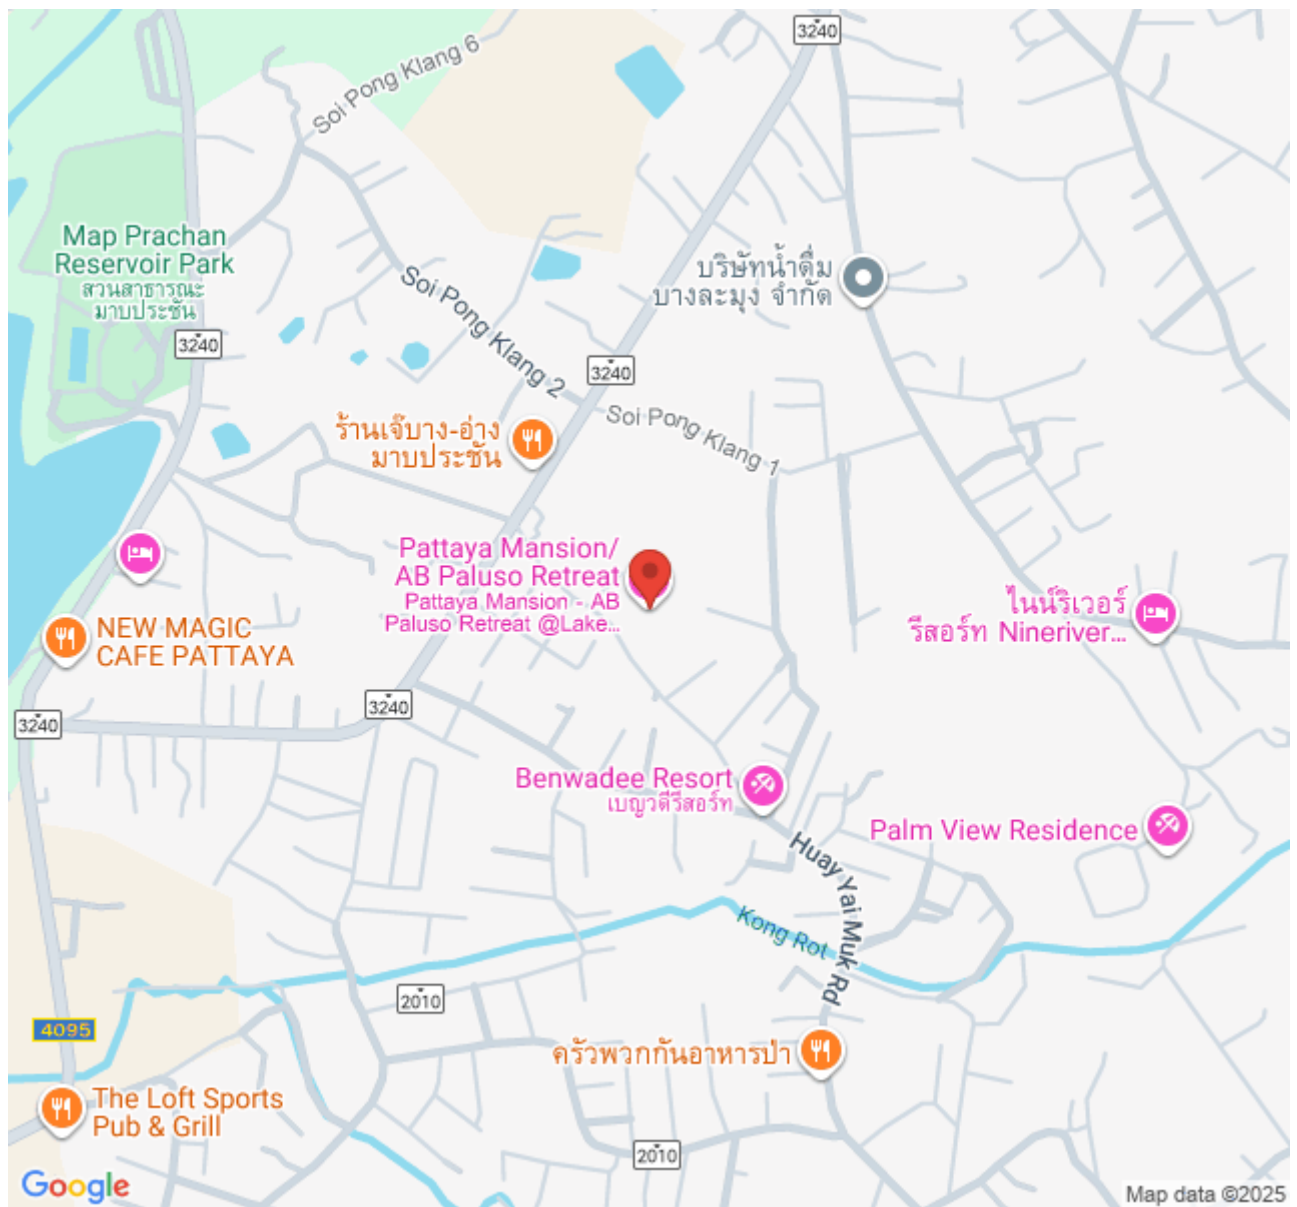 3240
Soi Pong Klang 6
Map Prachan
Reservoir Park
สวนสาธารณะ
มาบประชัน
บริษัทน้ำดื่ม
บางละมุง จำกัด
Soi Pong Klang 2
3240
3240
Soi Pong Klang 1
ร้านเจ๊บาง-อ่าง
มาบประชัน
Pattaya Mansion/
AB Paluso Retreat
Pattaya Mansion - AB
Paluso Retreat @Lake...
ไนน์ริเวอร์
รีสอร์ท Nineriver...
NEW MAGIC
CAFE PATTAYA
3240
3240
Benwadee Resort
เบญวดีรีสอร์ท
Palm View Residence
Huay Yai Muk Rd
Kong Rot
2010
4095
ครัวพวกกันอาหารป่า
The Loft Sports
Pub & Grill
2010
Google
Map data ©2025